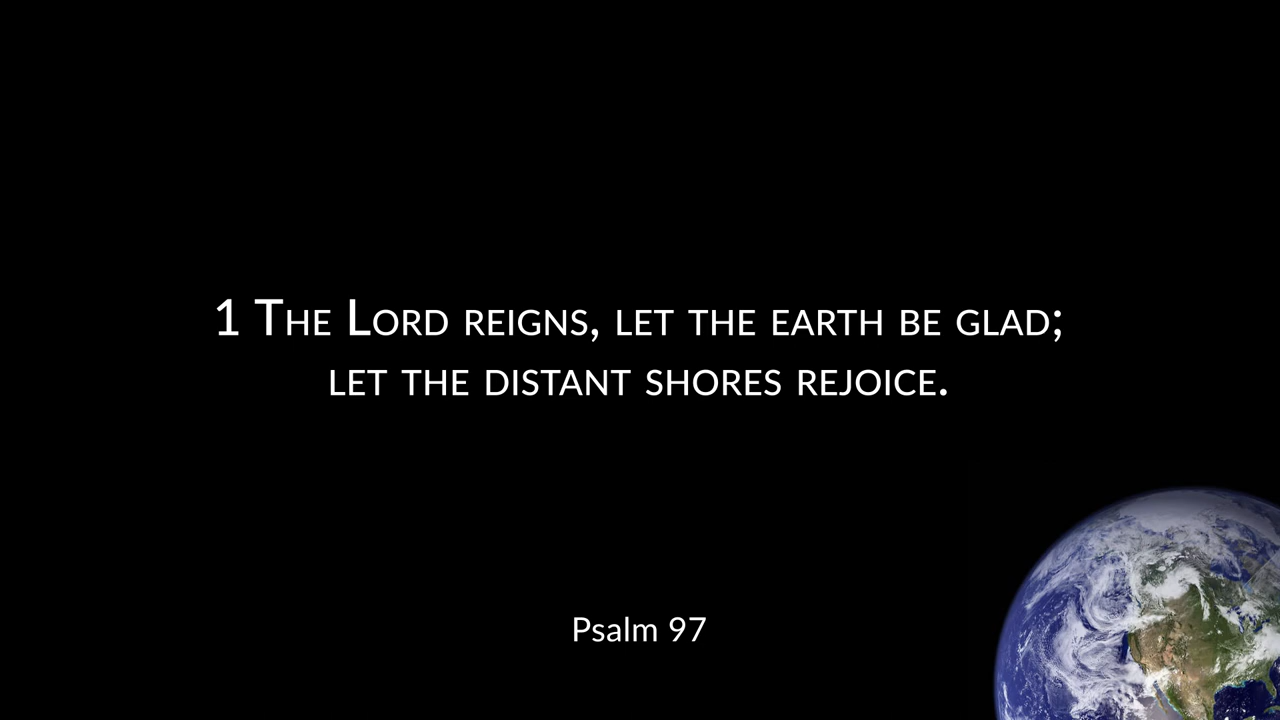 1 The Lord reigns, let the earth be glad;
let the distant shores rejoice.
Psalm 97